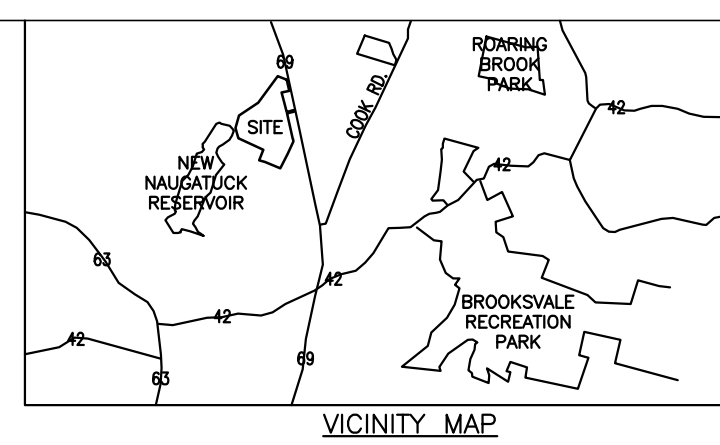 ROARING
BROOK
PARK
69
COOK RD.
42
SITE
42
NEW
NAUGATUCK
RESERVOIR
63
42
BROOKSVALE
RECREATION
PARK
42
42
69
63
VICINITY MAP